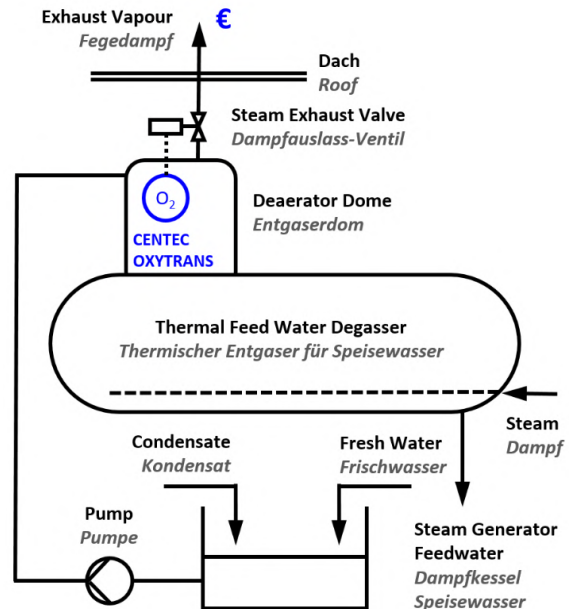 Exhaust Vapour
Fegedampf
€
Dach
Roof
Steam Exhaust Valve
Dampfauslass-Ventil
O₂
CENTEC
OXYTRANS
Deaerator Dome
Entgaserdom
Thermal Feed Water Degasser
Thermischer Entgaser für Speisewasser
Steam
Dampf
Condensate
Kondensat
Fresh Water
Frischwasser
Pump
Pumpe
Steam Generator
Feedwater
Dampfkessel
Speisewasser